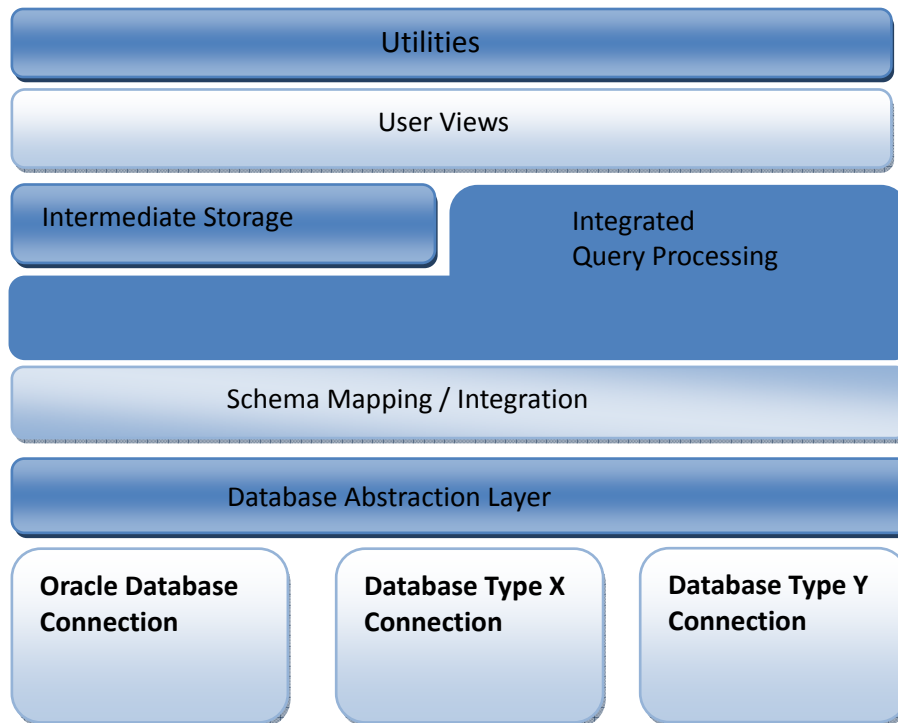 Utilities
User Views
Intermediate Storage
Integrated
Query Processing
Schema Mapping / Integration
Database Abstraction Layer
Oracle Database
Connection
Database Type X
Connection
Database Type Y
Connection